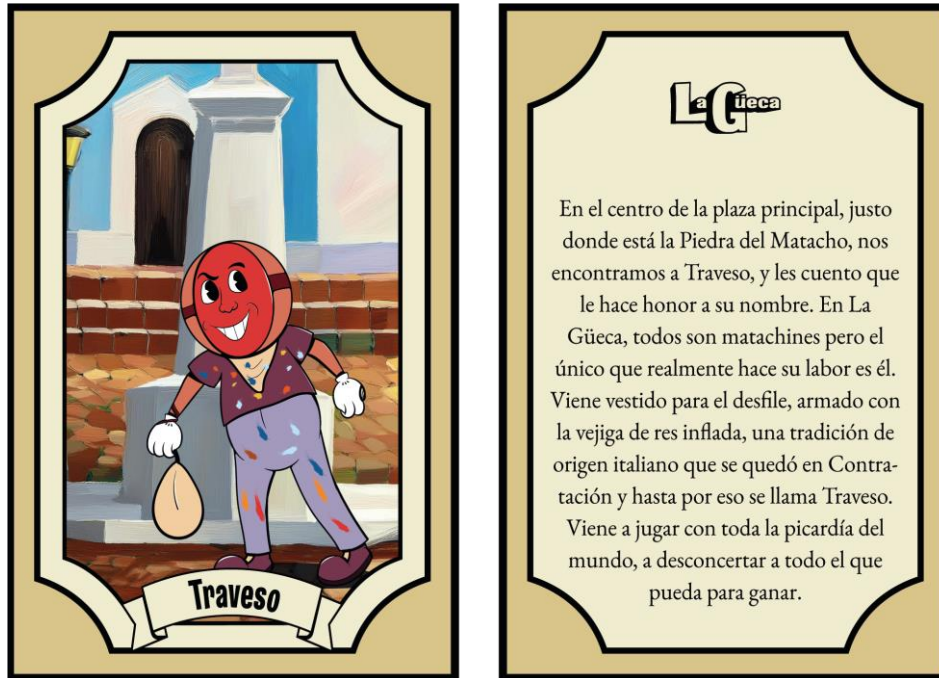 Traveso
La Güeca
En el centro de la plaza principal, justo
donde está la Piedra del Matacho, nos
encontramos a Traveso, y les cuento que
le hace honor a su nombre. En La
Güeca, todos son matachines pero el
único que realmente hace su labor es él.
Viene vestido para el desfile, armado con
la vejiga de res inflada, una tradición de
origen italiano que se quedó en Contra-
tación y hasta por eso se llama Traveso.
Viene a jugar con toda la picardía del
mundo, a desconcertar a todo el que
pueda para ganar.